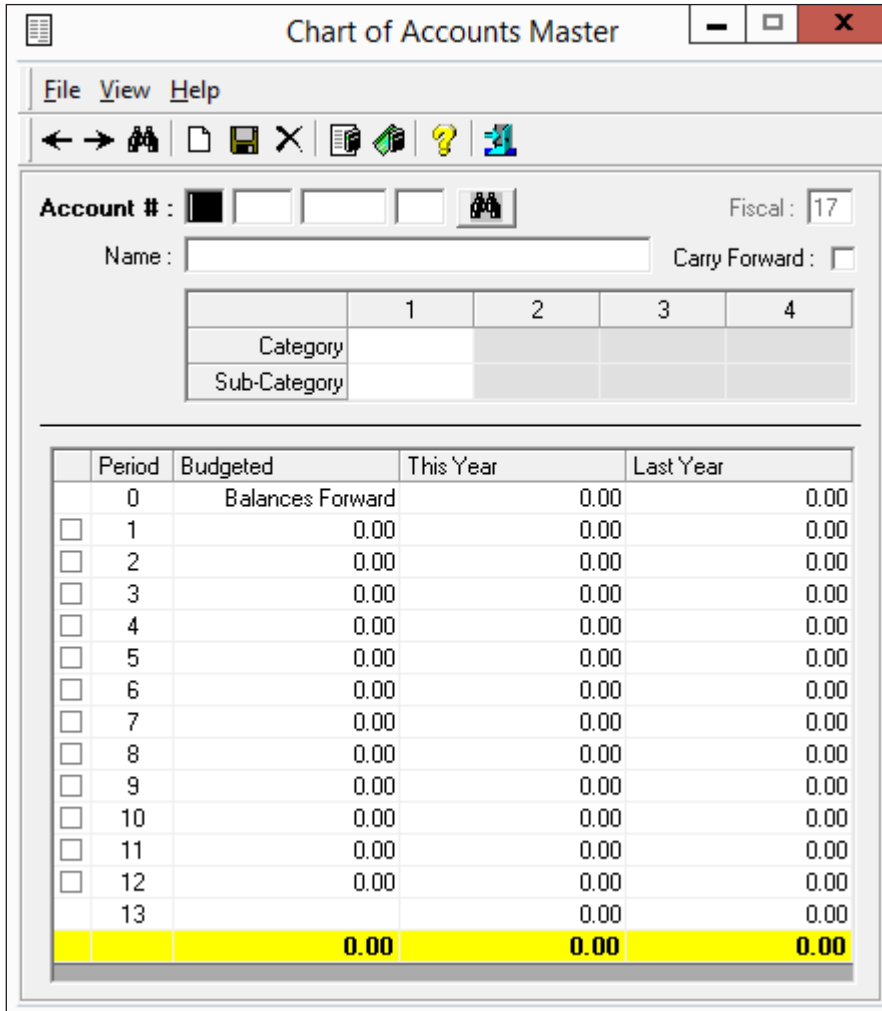 Chart of Accounts Master
File View Help
Account # : Fiscal : 17
Name : Carry Forward :
1 2 3 4
Category
Sub-Category
Period Budgeted This Year Last Year
0 Balances Forward 0.00 0.00
1 0.00 0.00 0.00
2 0.00 0.00 0.00
3 0.00 0.00 0.00
4 0.00 0.00 0.00
5 0.00 0.00 0.00
6 0.00 0.00 0.00
7 0.00 0.00 0.00
8 0.00 0.00 0.00
9 0.00 0.00 0.00
10 0.00 0.00 0.00
11 0.00 0.00 0.00
12 0.00 0.00 0.00
13 0.00 0.00
0.00 0.00 0.00